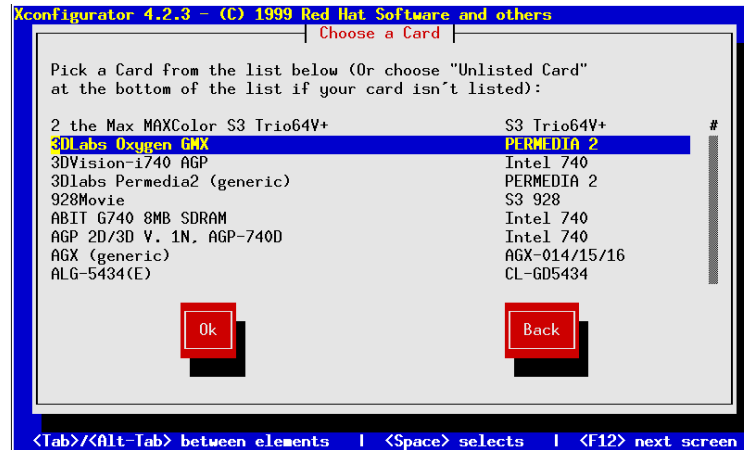 Xconfigurator 4.2.3 - (C) 1999 Red Hat Software and others
Choose a Card
Pick a Card from the list below (Or choose "Unlisted Card"
at the bottom of the list if your card isn´t listed):
2 the Max MAXColor S3 Trio64V+ S3 Trio64V+ #
3DLabs Oxygen GMX PERMEDIA 2
3DVision-i740 AGP Intel 740
3Dlabs Permedia2 (generic) PERMEDIA 2
928Movie S3 928
ABIT G740 8MB SDRAM Intel 740
AGP 2D/3D V. 1N, AGP-740D Intel 740
AGX (generic) AGX-014/15/16
ALG-5434(E) CL-GD5434
Ok Back
<Tab>/<Alt-Tab> between elements | <Space> selects | <F12> next screen